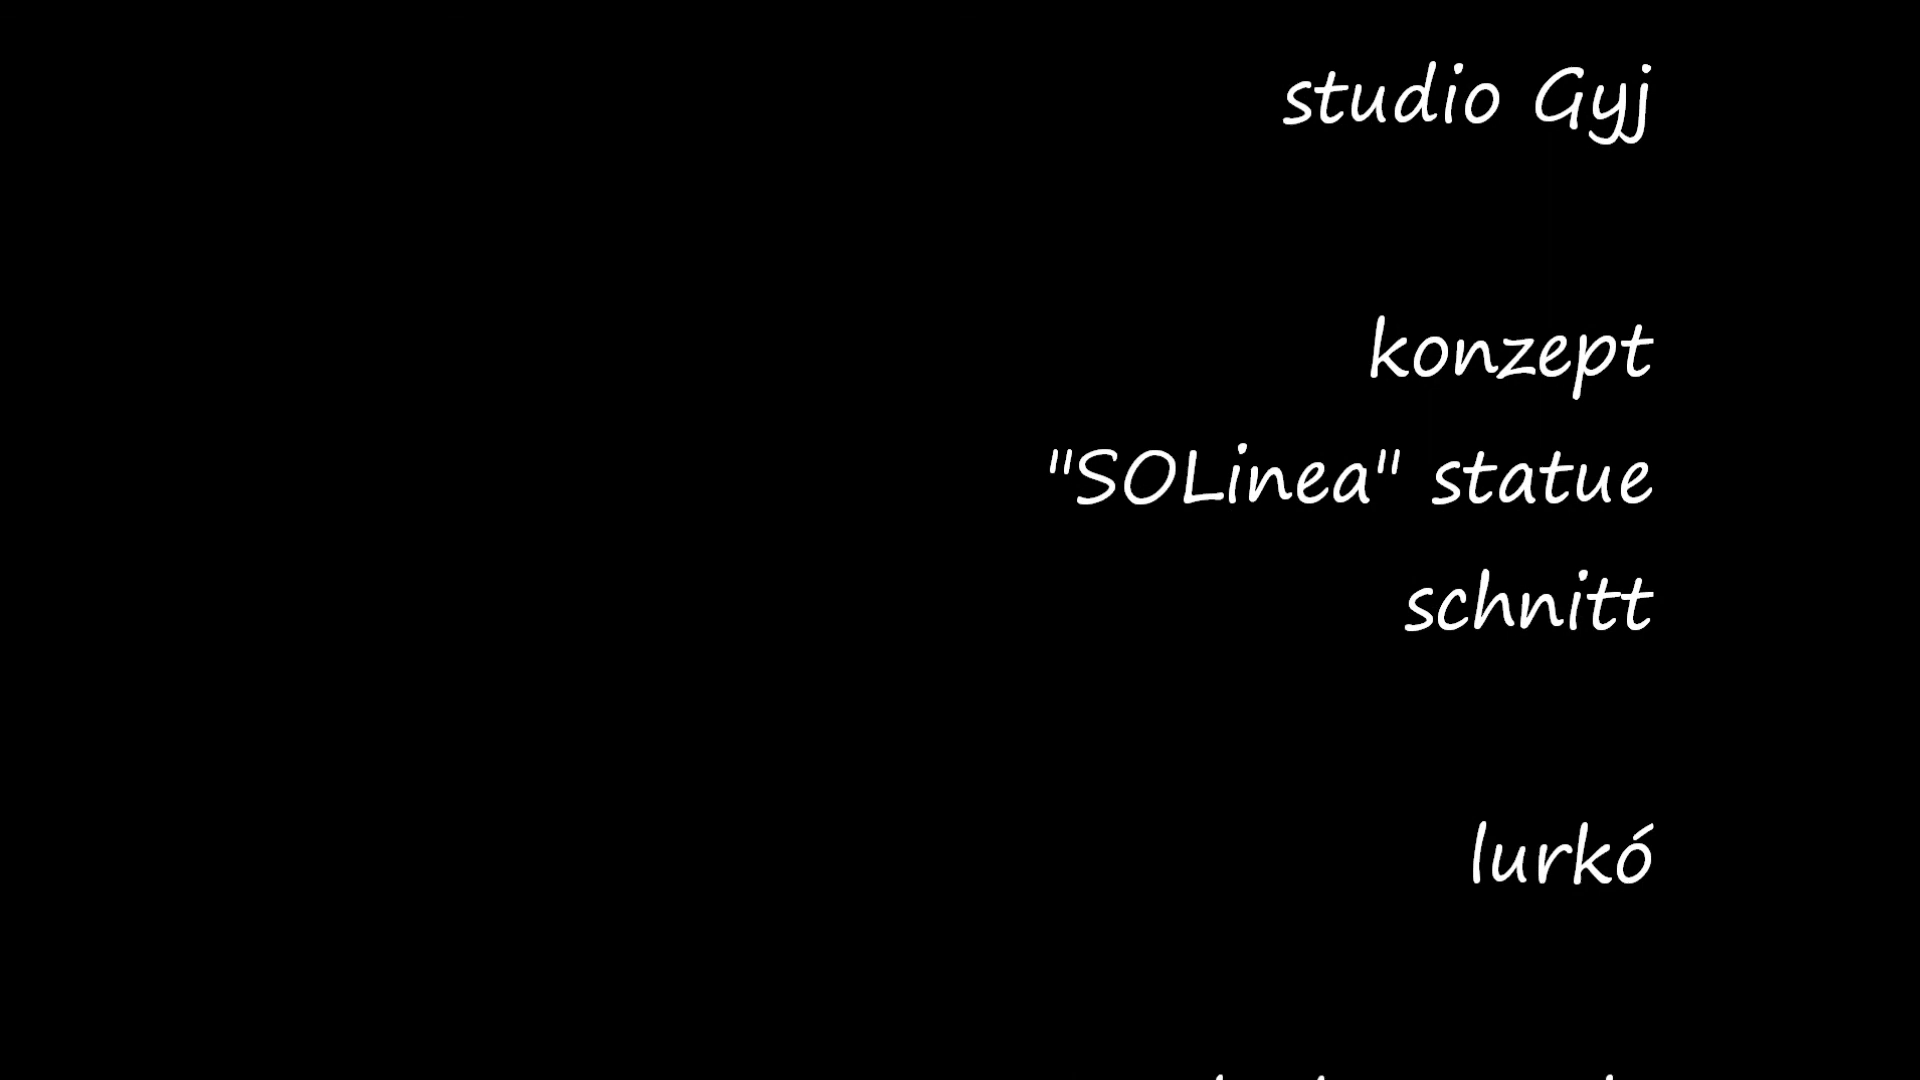 studio Gyj
konzept
"SOLinea" statue
schnitt
lurkó